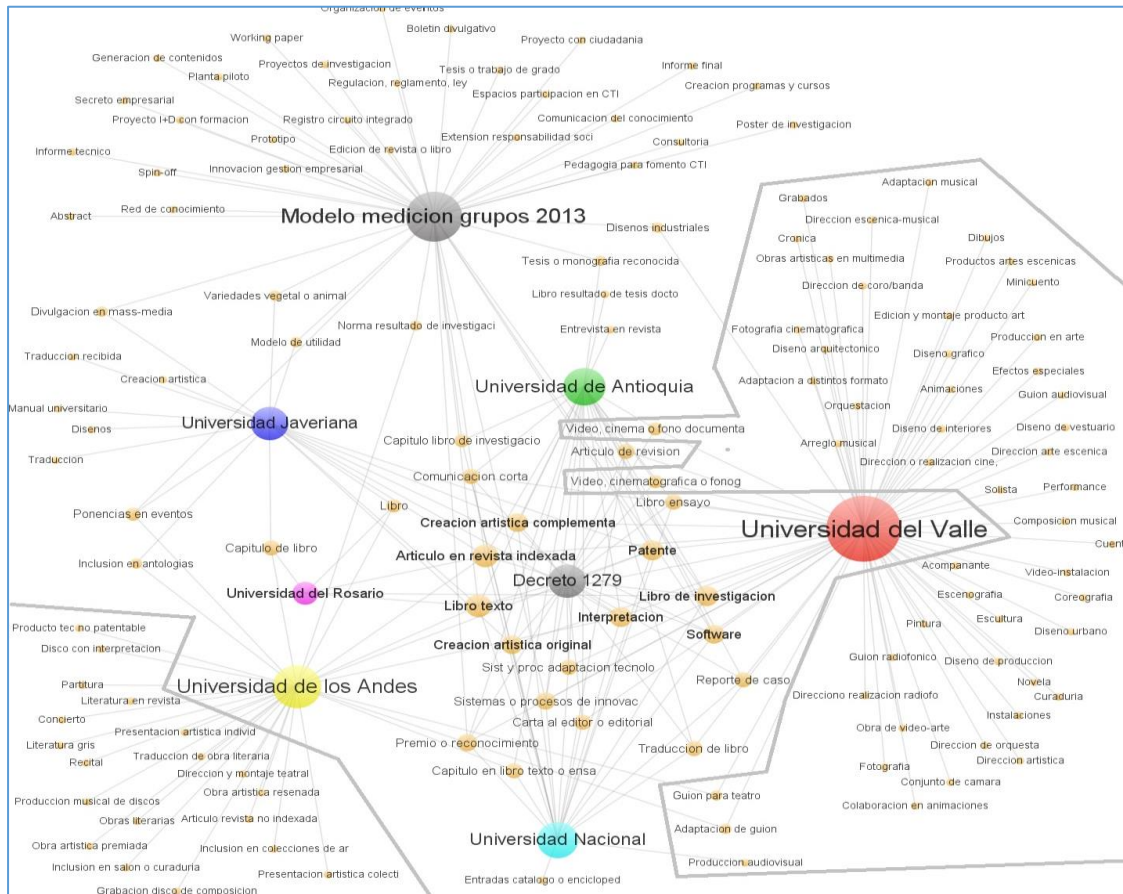 Organizacion de eventos
Boletin divulgativo
Working paper
Proyecto con ciudadania
Generacion de contenidos
Proyectos de investigacion
Tesis o trabajo de grado
Informe final
Planta piloto
Regulacion, reglamento, ley
Creacion programas y cursos
Secreto empresarial
Espacios participacion en CTI
Proyecto I+D con formacion
Registro circuito integrado
Comunicacion del conocimiento
Poster de investigacion
Prototipo
Extension responsabilidad soci
Consultoria
Informe tecnico
Edicion de revista o libro
Spin-off
Innovacion gestion empresarial
Pedagogia para fomento CTI
Adaptacion musical
Grabados
Abstract
Red de conocimiento
Modelo medicion grupos 2013
Disenos industriales
Direccion escenica-musical
Cronica
Dibujos
Obras artisticas en multimedia
Productos artes escenicas
Tesis o monografia reconocida
Minicuento
Direccion de coro/banda
Variedades vegetal o animal
Libro resultado de tesis docto
Divulgacion en mass-media
Edicion y montaje producto art
Norma resultado de investigaci
Entrevista en revista
Fotografia cinematografica
Produccion en arte
Modelo de utilidad
Diseno arquitectonico
Diseno grafico
Traduccion recibida
Efectos especiales
Creacion artistica
Universidad de Antioquia
Adaptacion a distintos formato
Animaciones
Guion audiovisual
Manual universitario
Universidad Javeriana
Orquestacion
Disenos
Video, cinema o fono documenta
Diseno de interiores
Diseno de vestuario
Capitulo libro de investigacio
Arreglo musical
Articulo de revision
Direccion arte escenica
Traduccion
Direccion o realizacion cine,
Comunicacion corta
Video, cinematografica o fonog
Solista
Performance
Libro
Libro ensayo
Ponencias en eventos
Creacion artistica complementa
Universidad del Valle
Composicion musical
Capitulo de libro
Articulo en revista indexada
Patente
Cuent
Inclusion en antologias
Decreto 1279
Acompanante
Video-instalacion
Universidad del Rosario
Libro de investigacion
Escenografia
Coreografia
Libro texto
Interpretacion
Escultura
Producto tec no patentable
Pintura
Software
Diseno urbano
Disco con interpretacion
Creacion artistica original
Guion radiofonico
Diseno de produccion
Sist y proc adaptacion tecnolo
Reporte de caso
Novela
Partitura
Universidad de los Andes
Direcciono realizacion radiofo
Curaduria
Literatura en revista
Sistemas o procesos de innovac
Instalaciones
Concierto
Carta al editor o editorial
Obra de video-arte
Presentacion artistica individ
Premio o reconocimiento
Traduccion de libro
Direccion de orquesta
Literatura gris
Traduccion de obra literaria
Direccion artistica
Recital
Direccion y montaje teatral
Capitulo en libro texto o ensa
Fotografia
Obra artistica resenada
Conjunto de camara
Produccion musical de discos
Guion para teatro
Colaboracion en animaciones
Obras literarias
Articulo revista no indexada
Adaptacion de guion
Universidad Nacional
Obra artistica premiada
Inclusion en colecciones de ar
Produccion audiovisual
Inclusion en salon o curaduria
Presentacion artistica colecti
Entradas catalogo o encicloped
Grabacion disco de composicion